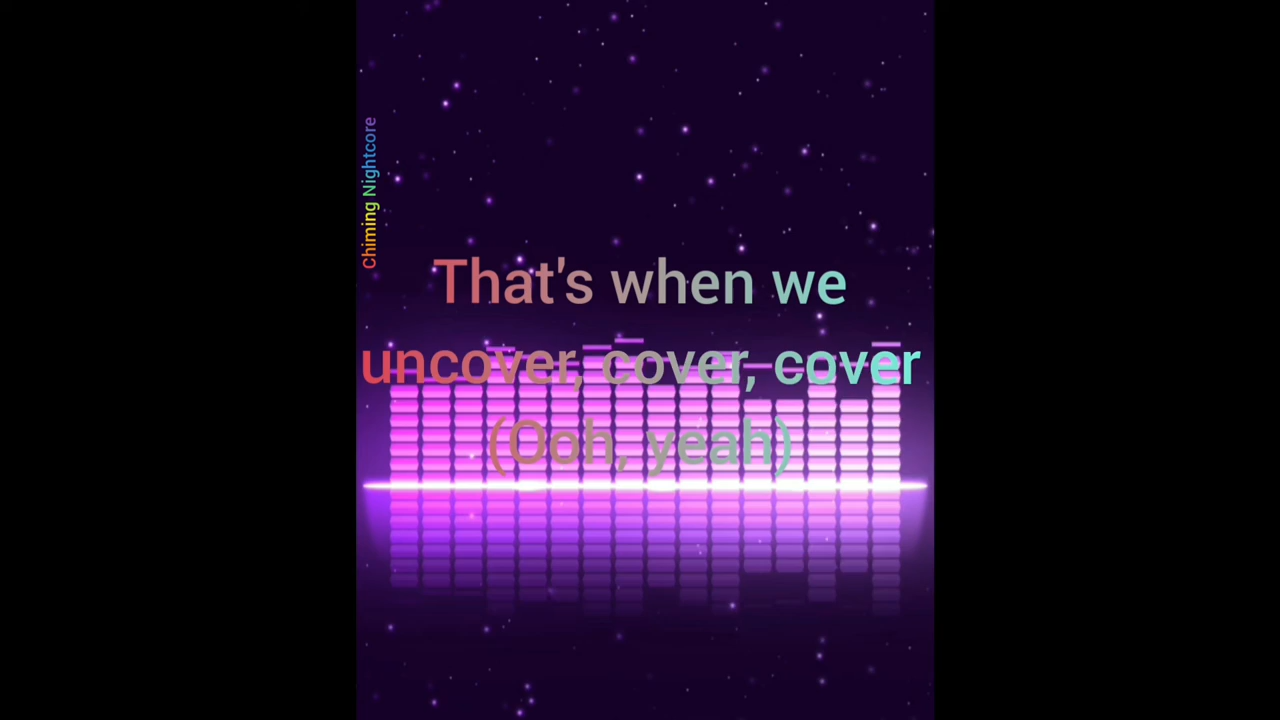 Chiming Nightcore
That's when we
uncover, cover, cover
(Ooh, yeah)